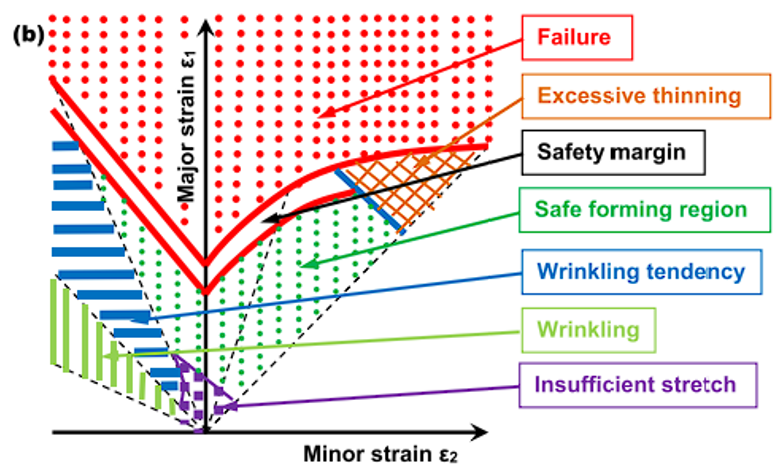 (b)
Major strain ε₁
Failure
Excessive thinning
Safety margin
Safe forming region
Wrinkling tendency
Wrinkling
Insufficient stretch
Minor strain ε₂